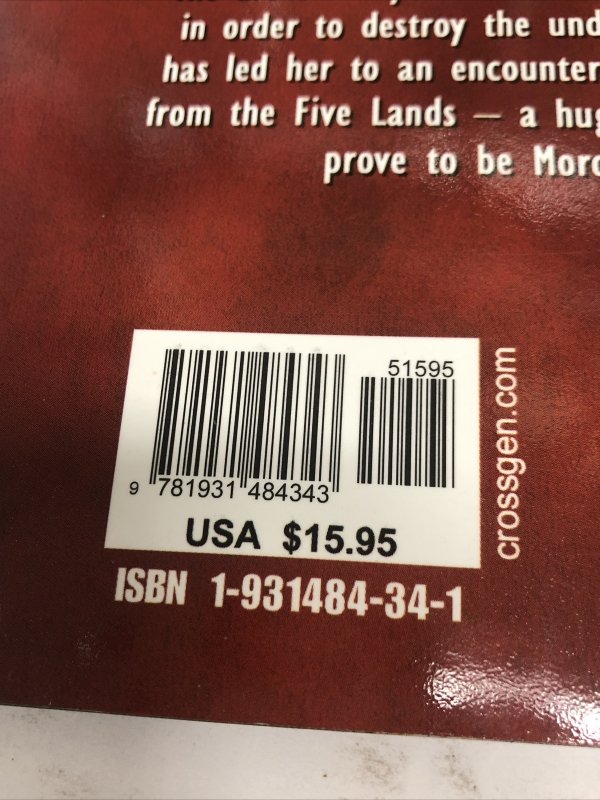 in order to destroy the und
has led her to an encounter
from the Five Lands — a hug
prove to be Mord
51595
9 781931 484343
USA $15.95
ISBN 1-931484-34-1
crossgen.com